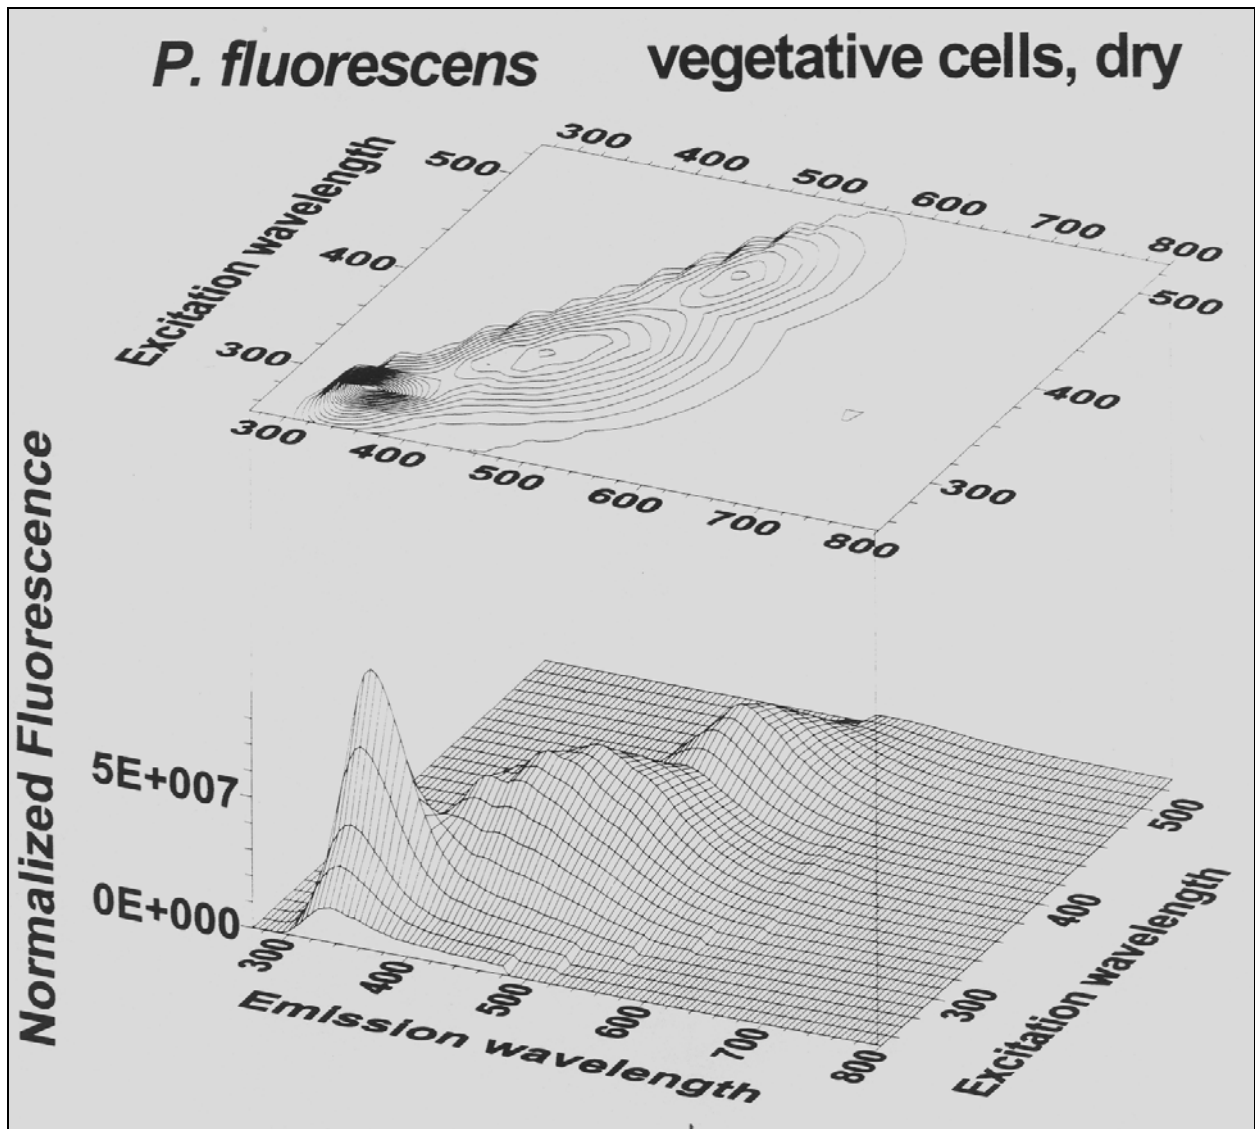 P. fluorescens vegetative cells, dry
300 400 500 600 700 800
Excitation wavelength
500
400
300
500
400
300
300 400 500 600 700 800
Normalized Fluorescence
5E+007
0E+000
300 400 500 600 700 800
Emission wavelength
500
400
300
Excitation wavelength